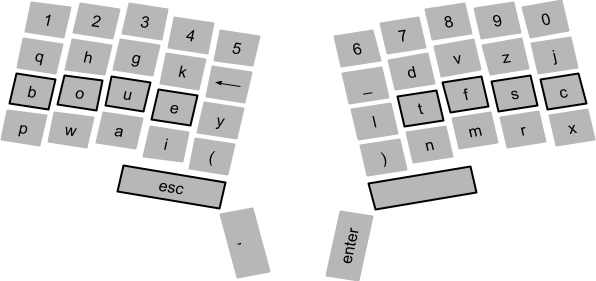 1 2 3 4 5 6 7 8 9 0
q h g k ← _ d v z j
b o u e y l t f s c
p w a i ( ) n m r x
esc
enter